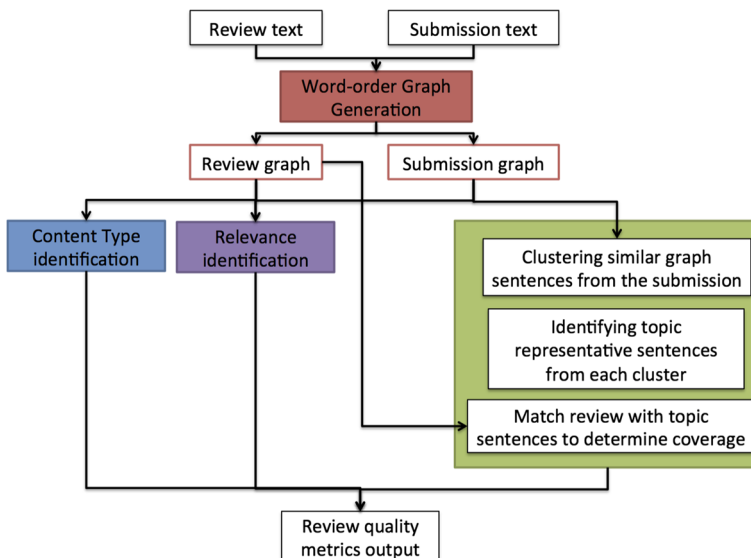 Review text
Submission text
Word-order Graph
Generation
Review graph
Submission graph
Content Type
identification
Relevance
identification
Clustering similar graph
sentences from the submission
Identifying topic
representative sentences
from each cluster
Match review with topic
sentences to determine coverage
Review quality
metrics output